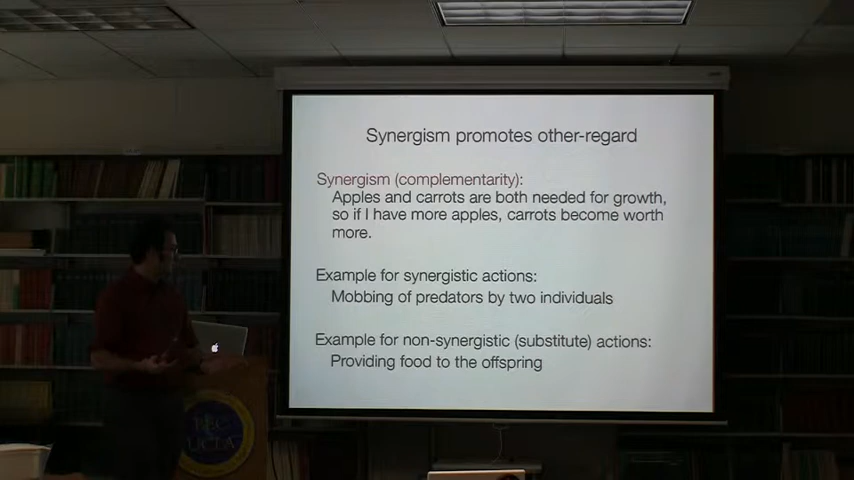 Synergism promotes other-regard
Synergism (complementarity):
Apples and carrots are both needed for growth,
so if I have more apples, carrots become worth
more.
Example for synergistic actions:
Mobbing of predators by two individuals
Example for non-synergistic (substitute) actions:
Providing food to the offspring